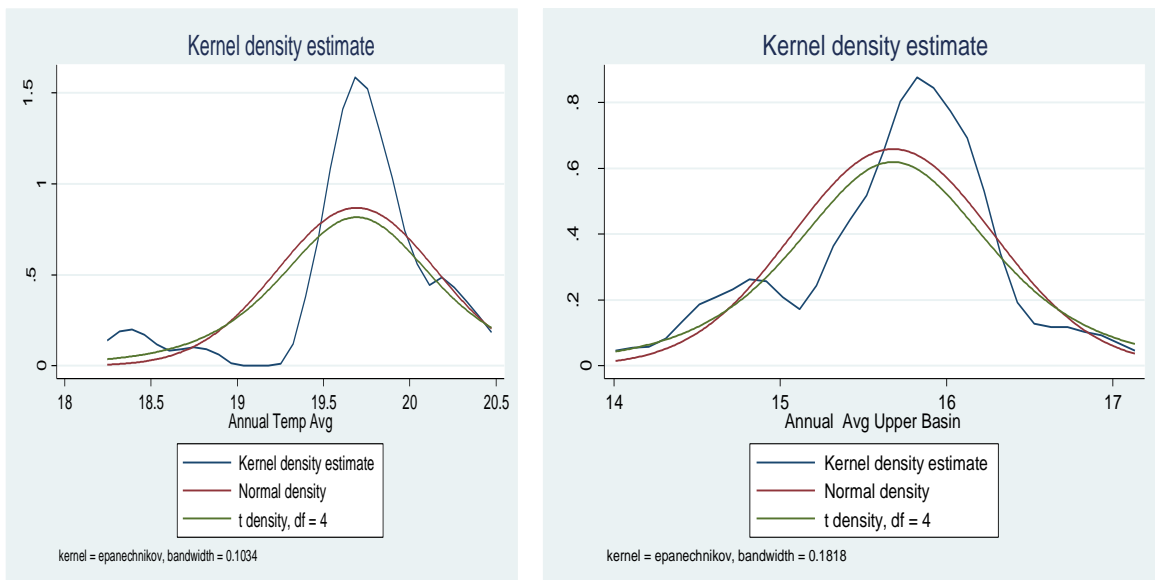 Kernel density estimate
1.5
1
.5
0
18 18.5 19 19.5 20 20.5
Annual Temp Avg
Kernel density estimate
Normal density
t density, df = 4
kernel = epanechnikov, bandwidth = 0.1034
Kernel density estimate
.8
.6
.4
.2
0
14 15 16 17
Annual Avg Upper Basin
Kernel density estimate
Normal density
t density, df = 4
kernel = epanechnikov, bandwidth = 0.1818